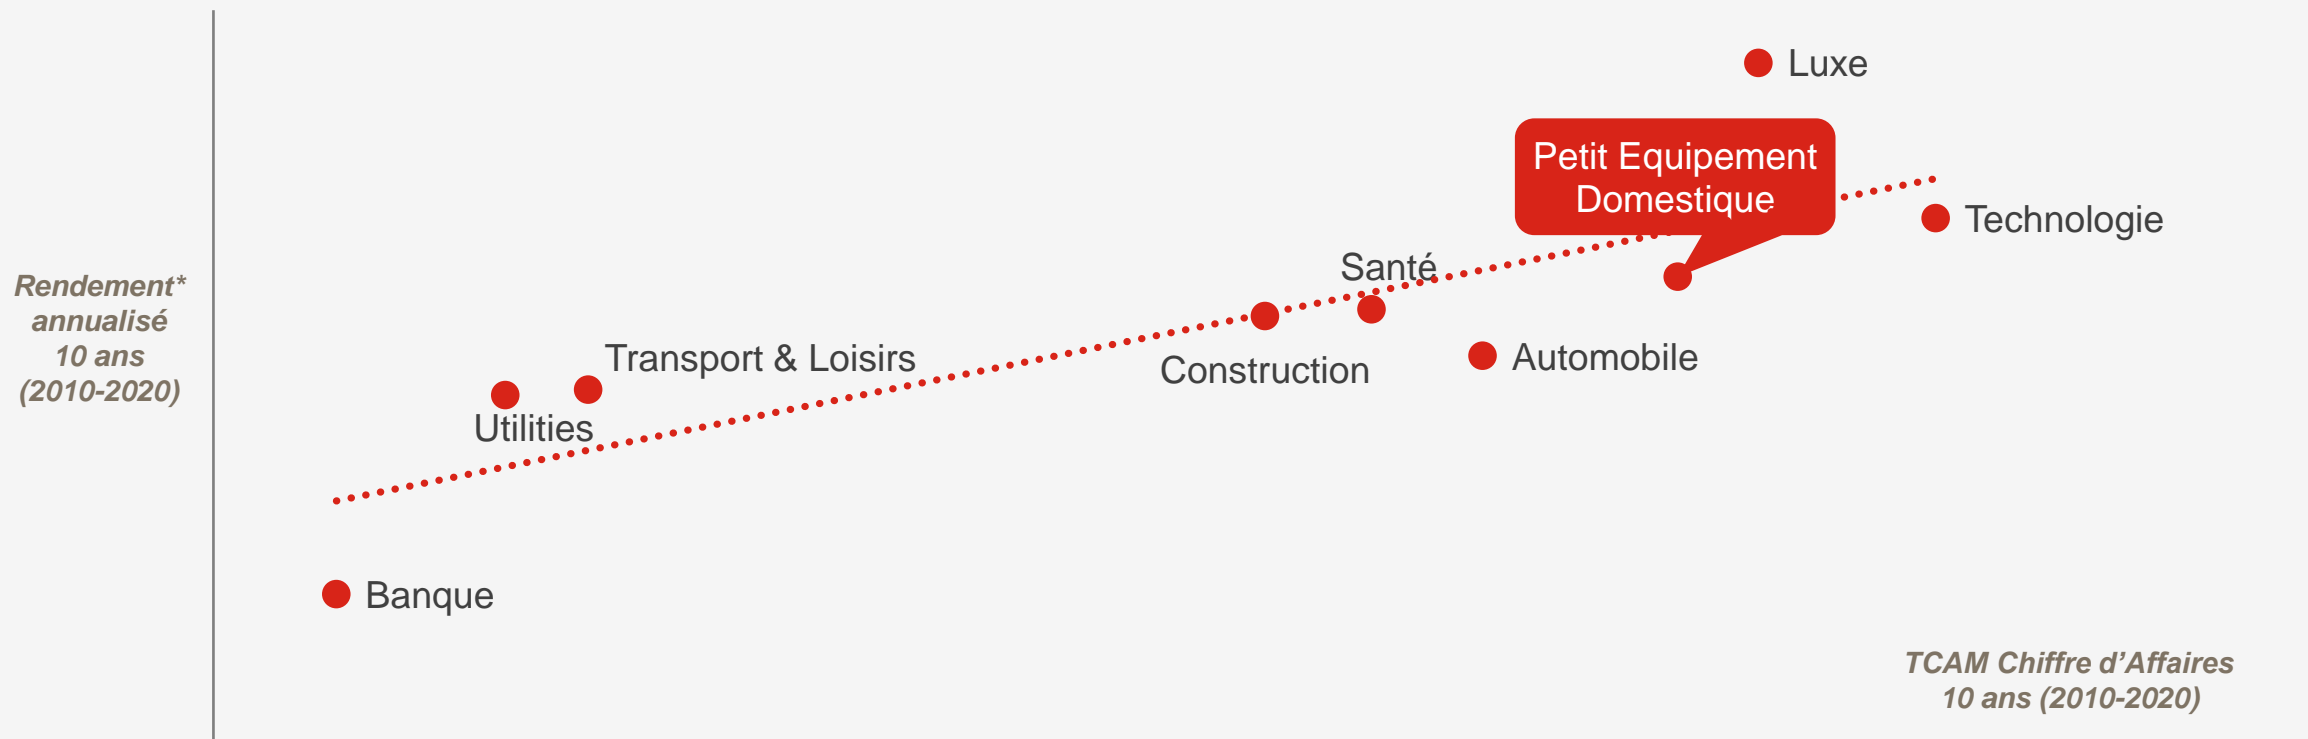 Luxe
Petit Equipement
Domestique
Technologie
Santé
Rendement*
annualisé
10 ans
(2010-2020)
Transport & Loisirs
Construction
Automobile
Utilities
Banque
TCAM Chiffre d’Affaires
10 ans (2010-2020)